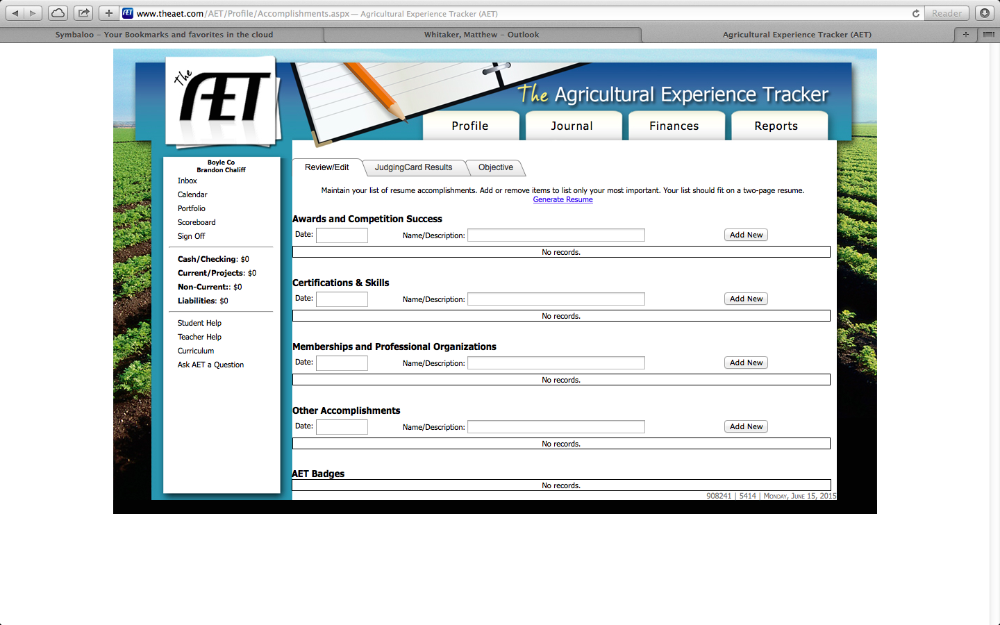 www.theaet.com/AET/Profile/Accomplishments.aspx — Agricultural Experience Tracker (AET)
Reader
Symbaloo - Your Bookmarks and favorites in the cloud
Whitaker, Matthew - Outlook
Agricultural Experience Tracker (AET)
The AET
The Agricultural Experience Tracker
Profile
Journal
Finances
Reports
Boyle Co
Brandon Chaliff
Inbox
Calendar
Portfolio
Scoreboard
Sign Off
Cash/Checking: $0
Current/Projects: $0
Non-Current:: $0
Liabilities: $0
Student Help
Teacher Help
Curriculum
Ask AET a Question
Review/Edit
JudgingCard Results
Objective
Maintain your list of resume accomplishments. Add or remove items to list only your most important. Your list should fit on a two-page resume.
Generate Resume
Awards and Competition Success
Date: Name/Description: Add New
No records.
Certifications & Skills
Date: Name/Description: Add New
No records.
Memberships and Professional Organizations
Date: Name/Description: Add New
No records.
Other Accomplishments
Date: Name/Description: Add New
No records.
AET Badges
No records.
908241 | 5414 | Monday, June 15, 2015